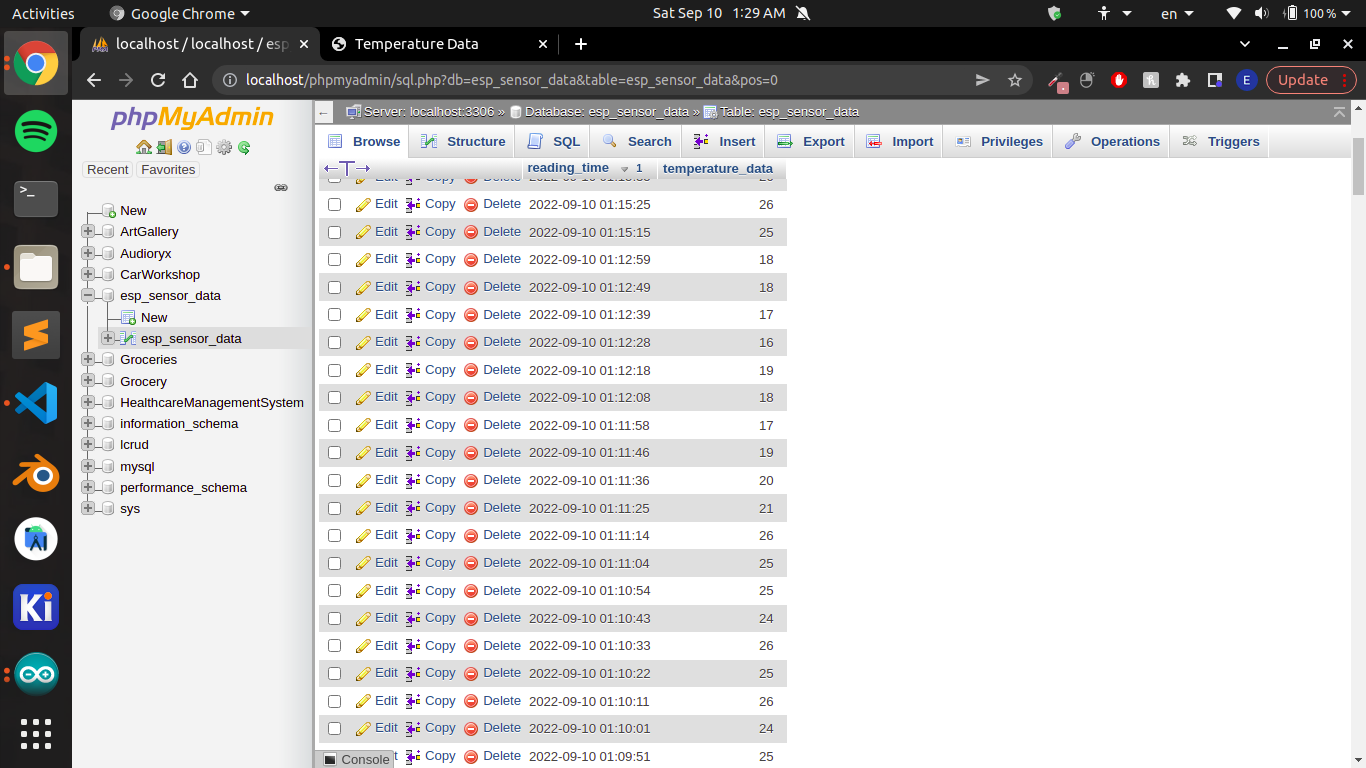 Activities Google Chrome Sat Sep 10 1:29 AM en 100 %
localhost / localhost / esp Temperature Data
localhost/phpmyadmin/sql.php?db=esp_sensor_data&table=esp_sensor_data&pos=0 E Update
phpMyAdmin
Recent Favorites
New
ArtGallery
Audioryx
CarWorkshop
esp_sensor_data
New
esp_sensor_data
Groceries
Grocery
HealthcareManagementSystem
information_schema
lcrud
mysql
performance_schema
sys
Server: localhost:3306 » Database: esp_sensor_data » Table: esp_sensor_data
Browse Structure SQL Search Insert Export Import Privileges Operations Triggers
reading_time 1 temperature_data
Edit Copy Delete 2022-09-10 01:15:25 26
Edit Copy Delete 2022-09-10 01:15:15 25
Edit Copy Delete 2022-09-10 01:12:59 18
Edit Copy Delete 2022-09-10 01:12:49 18
Edit Copy Delete 2022-09-10 01:12:39 17
Edit Copy Delete 2022-09-10 01:12:28 16
Edit Copy Delete 2022-09-10 01:12:18 19
Edit Copy Delete 2022-09-10 01:12:08 18
Edit Copy Delete 2022-09-10 01:11:58 17
Edit Copy Delete 2022-09-10 01:11:46 19
Edit Copy Delete 2022-09-10 01:11:36 20
Edit Copy Delete 2022-09-10 01:11:25 21
Edit Copy Delete 2022-09-10 01:11:14 26
Edit Copy Delete 2022-09-10 01:11:04 25
Edit Copy Delete 2022-09-10 01:10:54 25
Edit Copy Delete 2022-09-10 01:10:43 24
Edit Copy Delete 2022-09-10 01:10:33 26
Edit Copy Delete 2022-09-10 01:10:22 25
Edit Copy Delete 2022-09-10 01:10:11 26
Edit Copy Delete 2022-09-10 01:10:01 24
Copy Delete 2022-09-10 01:09:51 25
Console
Ki